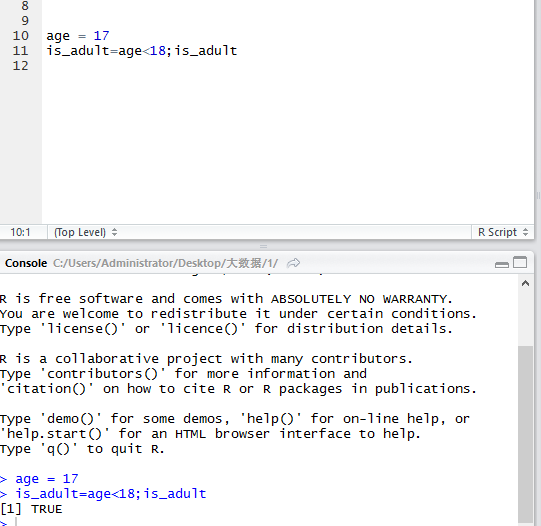 8
9
10 age = 17
11 is_adult=age<18;is_adult
12
10:1 (Top Level) R Script
Console C:/Users/Administrator/Desktop/大数据/1/
R is free software and comes with ABSOLUTELY NO WARRANTY.
You are welcome to redistribute it under certain conditions.
Type 'license()' or 'licence()' for distribution details.
R is a collaborative project with many contributors.
Type 'contributors()' for more information and
'citation()' on how to cite R or R packages in publications.
Type 'demo()' for some demos, 'help()' for on-line help, or
'help.start()' for an HTML browser interface to help.
Type 'q()' to quit R.
> age = 17
> is_adult=age<18;is_adult
[1] TRUE
>